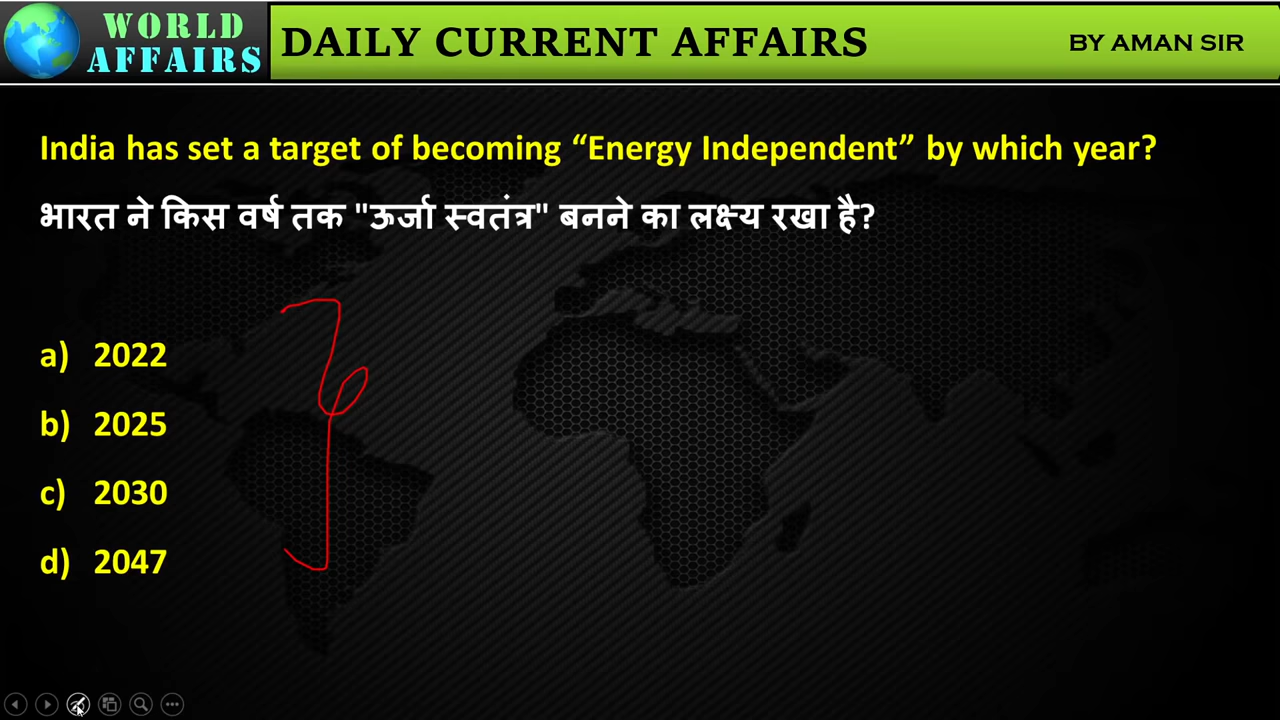 WORLD
AFFAIRS
DAILY CURRENT AFFAIRS
BY AMAN SIR
India has set a target of becoming “Energy Independent” by which year?
भारत ने किस वर्ष तक "ऊर्जा स्वतंत्र" बनने का लक्ष्य रखा है?
a) 2022
b) 2025
c) 2030
d) 2047